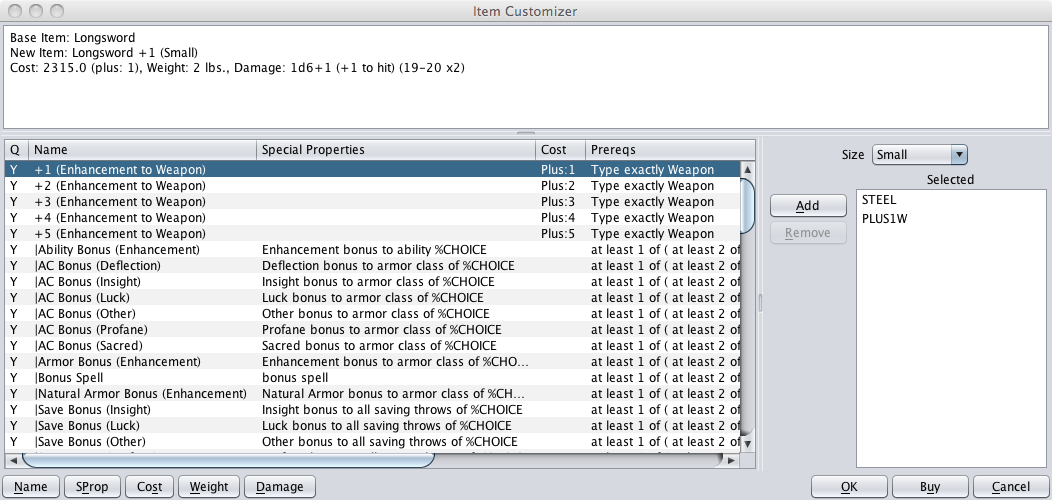 Item Customizer
Base Item: Longsword
New Item: Longsword +1 (Small)
Cost: 2315.0 (plus: 1), Weight: 2 lbs., Damage: 1d6+1 (+1 to hit) (19-20 x2)
Q Name Special Properties Cost Prereqs
Y +1 (Enhancement to Weapon) Plus:1 Type exactly Weapon
Y +2 (Enhancement to Weapon) Plus:2 Type exactly Weapon
Y +3 (Enhancement to Weapon) Plus:3 Type exactly Weapon
Y +4 (Enhancement to Weapon) Plus:4 Type exactly Weapon
Y +5 (Enhancement to Weapon) Plus:5 Type exactly Weapon
Y |Ability Bonus (Enhancement) Enhancement bonus to ability %CHOICE at least 1 of ( at least 2 of
Y |AC Bonus (Deflection) Deflection bonus to armor class of %CHOICE at least 1 of ( at least 2 of
Y |AC Bonus (Insight) Insight bonus to armor class of %CHOICE at least 1 of ( at least 2 of
Y |AC Bonus (Luck) Luck bonus to armor class of %CHOICE at least 1 of ( at least 2 of
Y |AC Bonus (Other) Other bonus to armor class of %CHOICE at least 1 of ( at least 2 of
Y |AC Bonus (Profane) Profane bonus to armor class of %CHOICE at least 1 of ( at least 2 of
Y |AC Bonus (Sacred) Sacred bonus to armor class of %CHOICE at least 1 of ( at least 2 of
Y |Armor Bonus (Enhancement) Enhancement bonus to armor class of %CHO... at least 1 of ( at least 2 of
Y |Bonus Spell bonus spell at least 1 of ( at least 2 of
Y |Natural Armor Bonus (Enhancement) Natural Armor bonus to armor class of %CH... at least 1 of ( at least 2 of
Y |Save Bonus (Insight) Insight bonus to all saving throws of %CHOICE at least 1 of ( at least 2 of
Y |Save Bonus (Luck) Luck bonus to all saving throws of %CHOICE at least 1 of ( at least 2 of
Y |Save Bonus (Other) Other bonus to all saving throws of %CHOICE at least 1 of ( at least 2 of
Size Small
Selected
Add
Remove
STEEL
PLUS1W
Name SProp Cost Weight Damage OK Buy Cancel